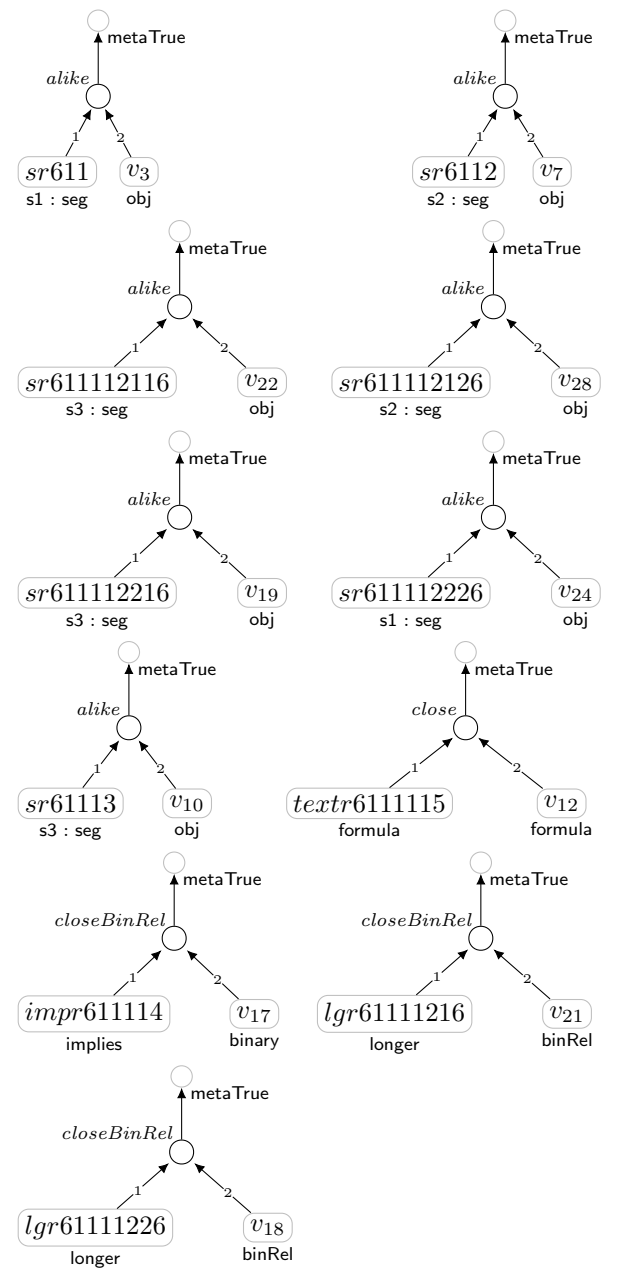 metaTrue metaTrue
alike alike
1 2 1 2
sr611 v3 sr6112 v7
s1 : seg obj s2 : seg obj
metaTrue metaTrue
alike alike
1 2 1 2
sr611112116 v22 sr611112126 v28
s3 : seg obj s2 : seg obj
metaTrue metaTrue
alike alike
1 2 1 2
sr611112216 v19 sr611112226 v24
s3 : seg obj s1 : seg obj
metaTrue metaTrue
alike close
1 2 1 2
sr61113 v10 textr6111115 v12
s3 : seg obj formula formula
metaTrue metaTrue
closeBinRel closeBinRel
1 2 1 2
impr611114 v17 lgr61111216 v21
implies binary longer binRel
metaTrue
closeBinRel
1 2
lgr61111226 v18
longer binRel